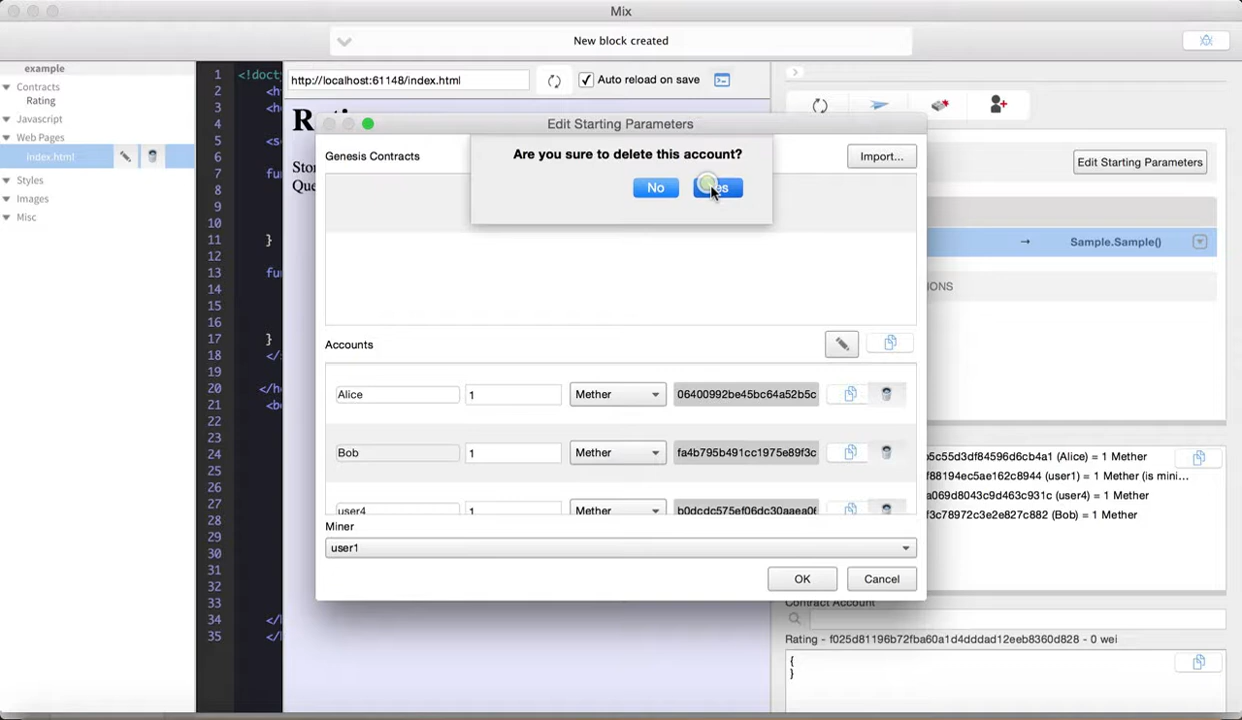 Mix
New block created
example
Contracts
Rating
Javascript
Web Pages
index.html
Styles
Images
Misc
1
2
3
4
5
6
7
8
9
10
11
12
13
14
15
16
17
18
19
20
21
22
23
24
25
26
27
28
29
30
31
32
33
34
35
<!doct
<h
<h
<s
fu
}
fu
}
</
</h
<b
</
</
http://localhost:61148/index.html
Auto reload on save
Edit Starting Parameters
Are you sure to delete this account?
No
Genesis Contracts
Import...
Accounts
Alice 1 Mether 06400992be45bc64a52b5c
Bob 1 Mether fa4b795b491cc1975e89f3c
user4 1 Mether b0dcdc575ef06dc30aaea0
Miner
user1
OK Cancel
Edit Starting Parameters
→ Sample.Sample()
IONS
b5c55d3df84596d6cb4a1 (Alice) = 1 Mether
f88194ec5ae162c8944 (user1) = 1 Mether (is mini...
a069d8043c9d463c931c (user4) = 1 Mether
f3c78972c3e2e827c882 (Bob) = 1 Mether
Contract Account
Rating - f025d81196b72fba60a1d4dddad12eeb8360d828 - 0 wei
{
}